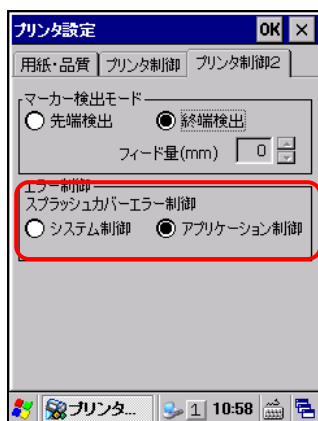 プリンタ設定 OK ×
用紙・品質 プリンタ制御 プリンタ制御2
マーカー検出モード
先端検出 終端検出
フィード量(mm) 0
エラー制御
スプラッシュカバーエラー制御
システム制御 アプリケーション制御
プリンタ... 1 10:58